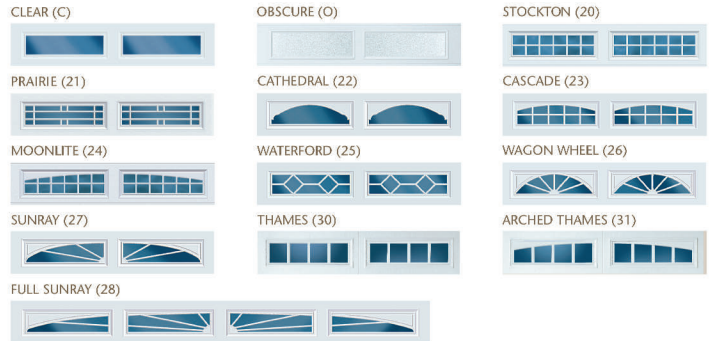 CLEAR (C)
OBSCURE (O)
STOCKTON (20)
PRAIRIE (21)
CATHEDRAL (22)
CASCADE (23)
MOONLITE (24)
WATERFORD (25)
WAGON WHEEL (26)
SUNRAY (27)
THAMES (30)
ARCHED THAMES (31)
FULL SUNRAY (28)